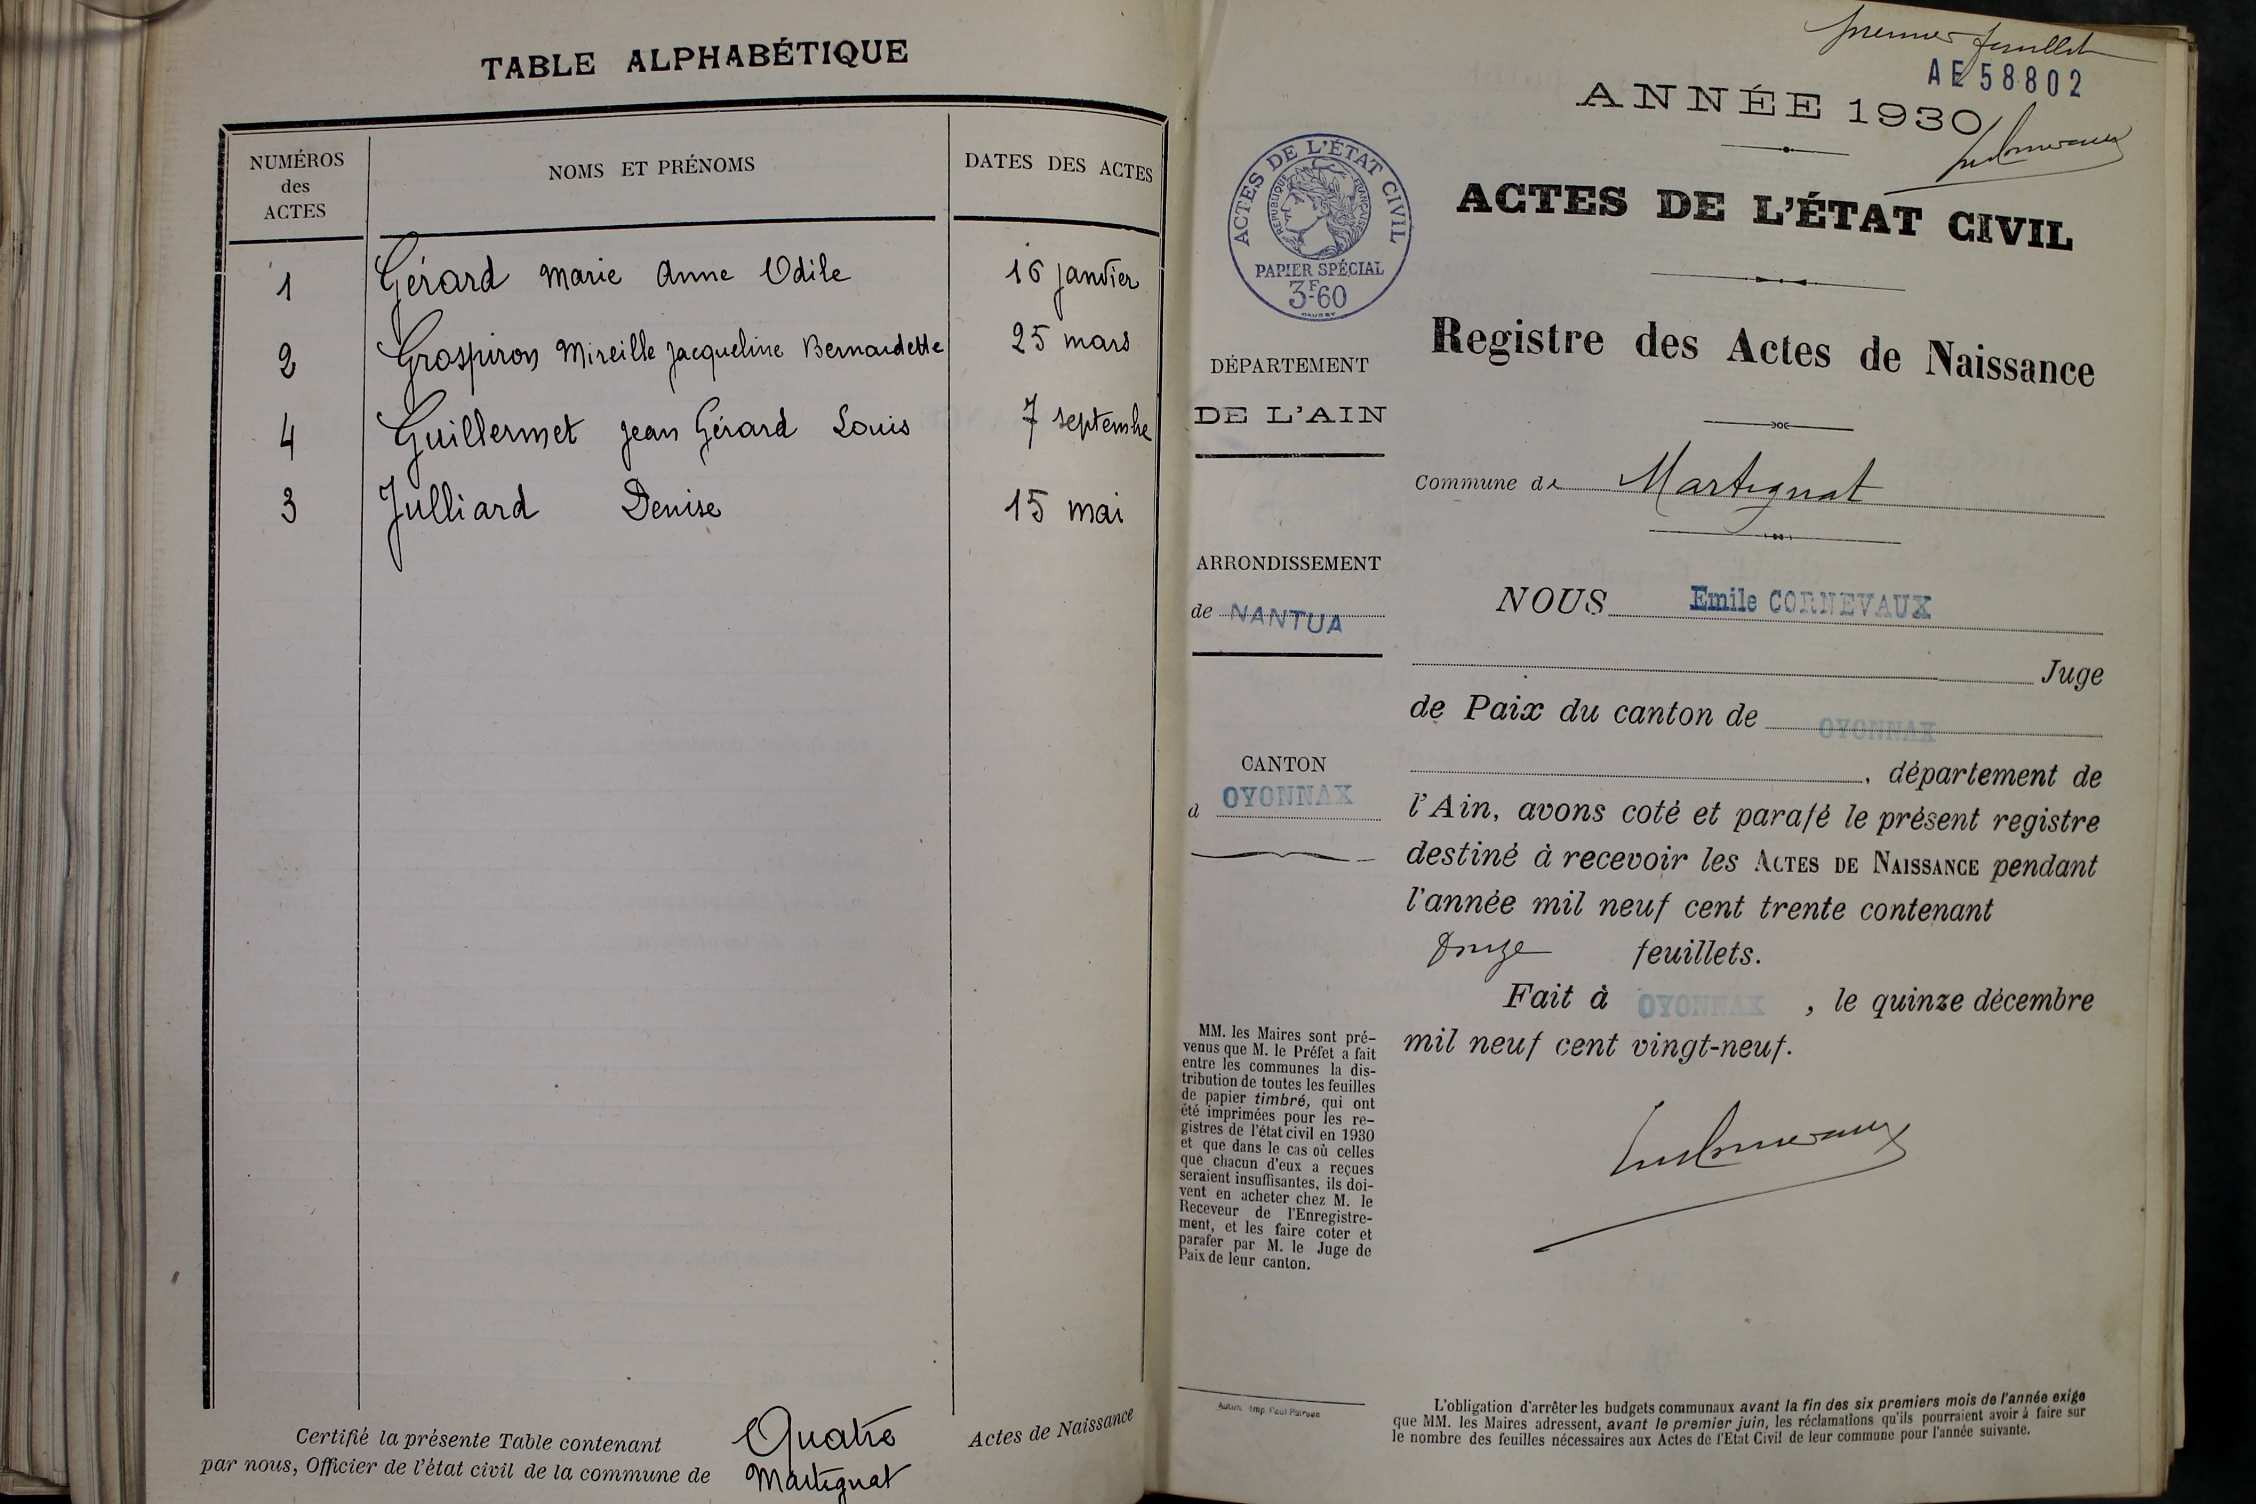 TABLE ALPHABÉTIQUE
NUMÉROS des ACTES NOMS ET PRÉNOMS DATES DES ACTES
1 Gérard Marie Anne Odile 16 janvier
2 Grospiron Mireille Jacqueline Bernardette 25 mars
4 Guillermet Jean Gérard Louis 7 septembre
3 Julliard Denise 15 mai
Certifié la présente Table contenant Quatre Actes de Naissance
par nous, Officier de l'état civil de la commune de Martignat
premier feuillet
AE 58802
ANNÉE 1930
ACTES DE L'ÉTAT CIVIL
RÉPUBLIQUE FRANÇAISE
PAPIER SPÉCIAL
3F-60
ACTES DE L'ÉTAT CIVIL
Registre des Actes de Naissance
DÉPARTEMENT
DE L'AIN
Commune de Martignat
ARRONDISSEMENT
de NANTUA
CANTON
d OYONNAX
NOUS Emile CORNEVAUX
Juge
de Paix du canton de OYONNAX
, département de
l'Ain, avons coté et parafé le présent registre
destiné à recevoir les ACTES DE NAISSANCE pendant
l'année mil neuf cent trente contenant
onze feuillets.
Fait à OYONNAX, le quinze décembre
mil neuf cent vingt-neuf.
MM. les Maires sont pré-
venus que M. le Préfet a fait
entre les communes la dis-
tribution de toutes les feuilles
de papier timbré, qui ont
été imprimées pour les re-
gistres de l'état civil en 1930
et que dans le cas où celles
que chacun d'eux a reçues
seraient insuffisantes, ils doi-
vent en acheter chez M. le
Receveur de l'Enregistre-
ment, et les faire coter et
parafer par M. le Juge de
Paix de leur canton.
L'obligation d'arrêter les budgets communaux avant la fin des six premiers mois de l'année exige
que MM. les Maires adressent, avant le premier juin, les réclamations qu'ils pourraient avoir à faire sur
le nombre des feuilles nécessaires aux Actes de l'Etat Civil de leur commune pour l'année suivante.